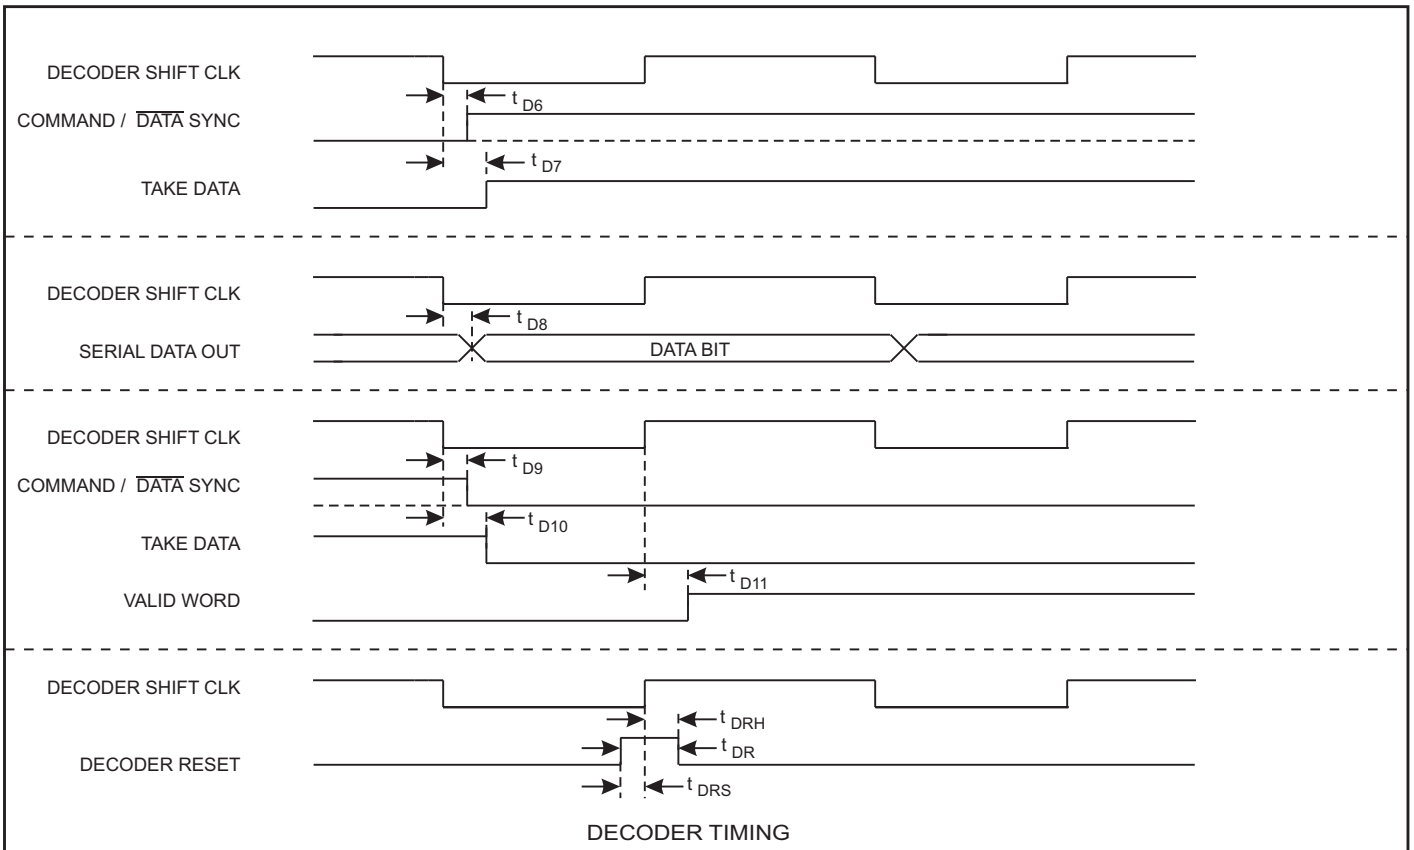 DECODER SHIFT CLK
t D6
COMMAND / DATA SYNC
t D7
TAKE DATA
DECODER SHIFT CLK
t D8
SERIAL DATA OUT
DATA BIT
DECODER SHIFT CLK
t D9
COMMAND / DATA SYNC
t D10
TAKE DATA
t D11
VALID WORD
DECODER SHIFT CLK
t DRH
t DR
DECODER RESET
t DRS
DECODER TIMING